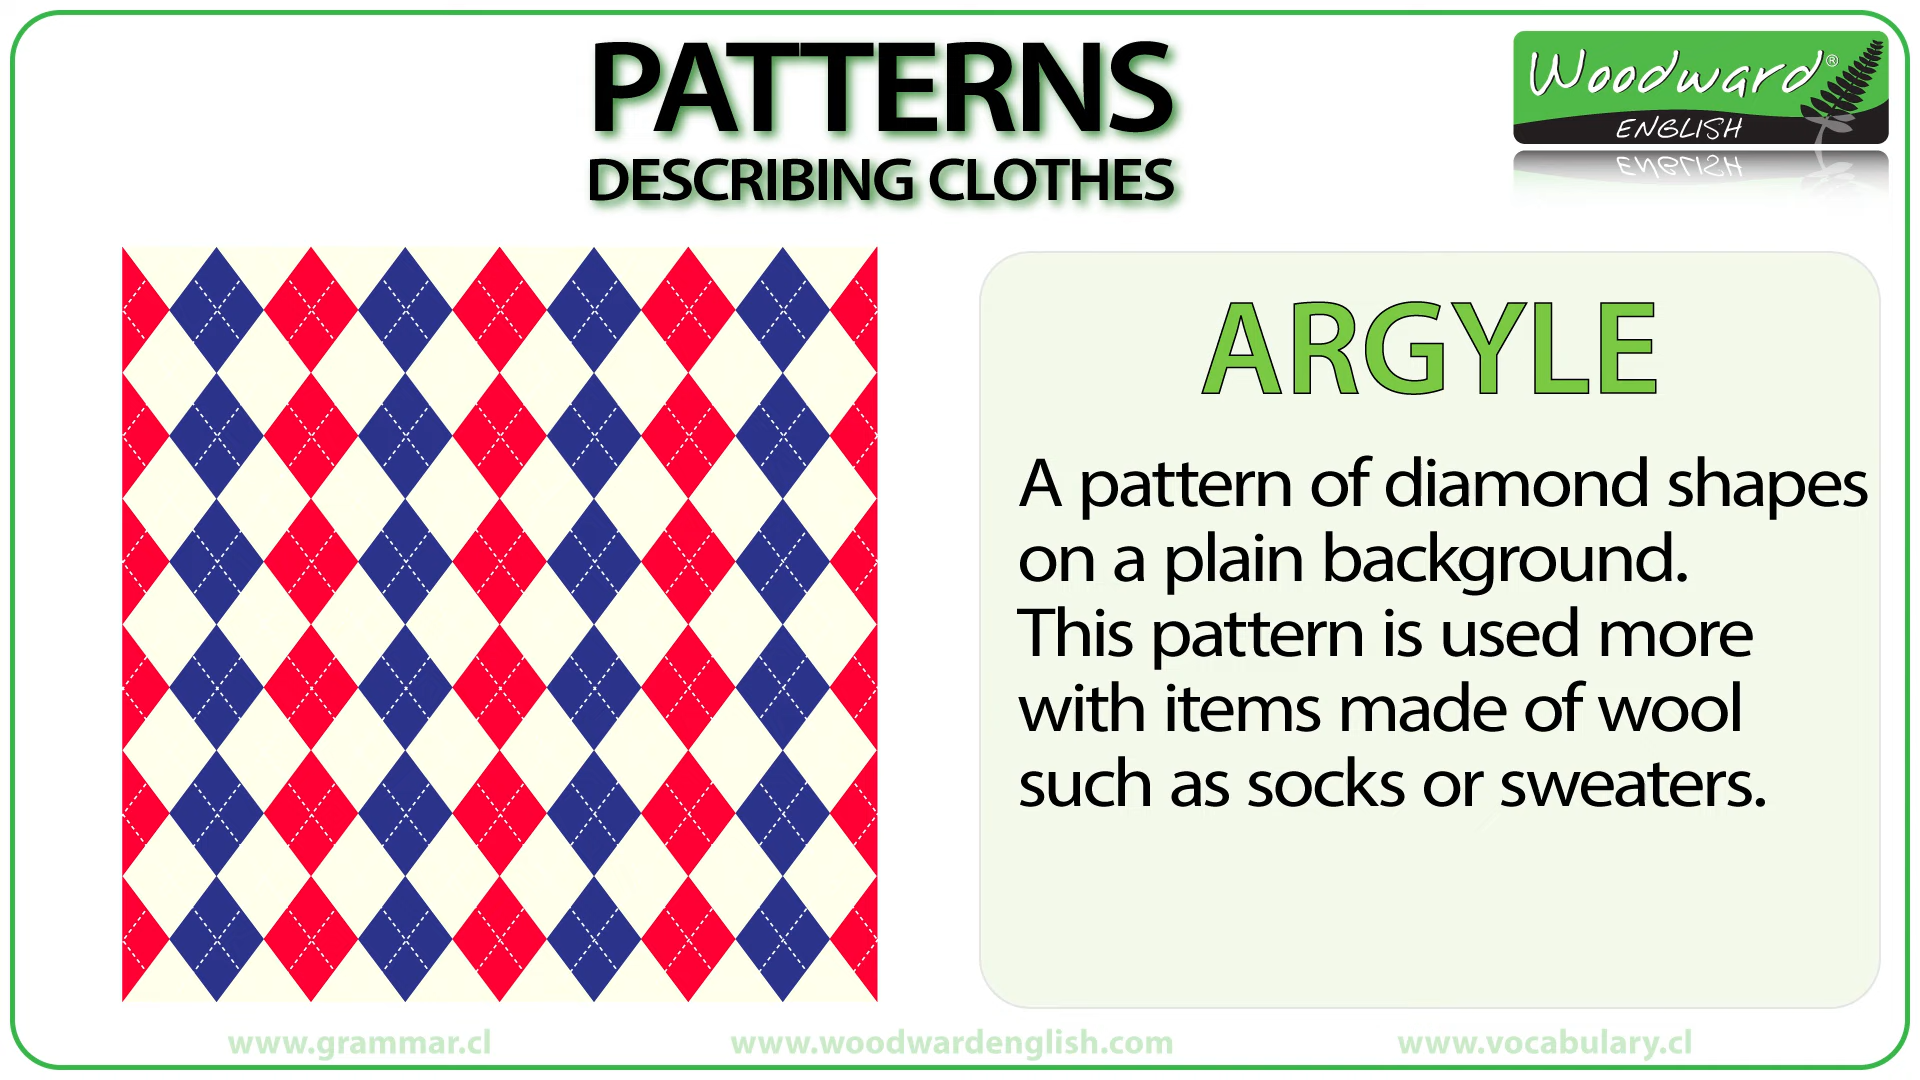 PATTERNS
DESCRIBING CLOTHES
Woodward®
ENGLISH
ARGYLE
A pattern of diamond shapes
on a plain background.
This pattern is used more
with items made of wool
such as socks or sweaters.
www.grammar.cl
www.woodwardenglish.com
www.vocabulary.cl